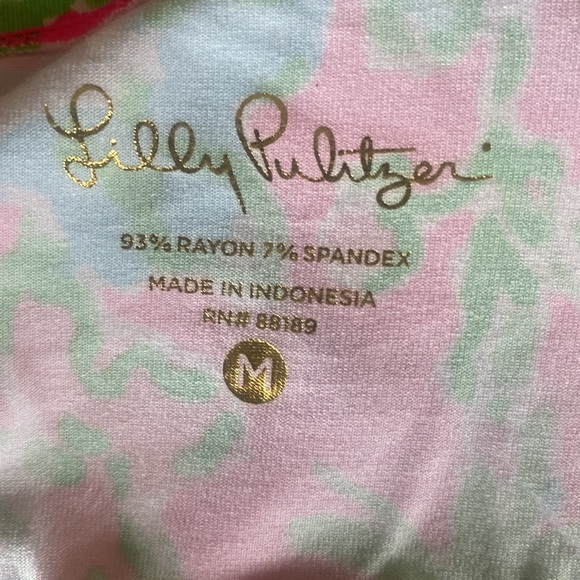 Lilly Pulitzer
93% RAYON 7% SPANDEX
MADE IN INDONESIA
RN# 88189
M